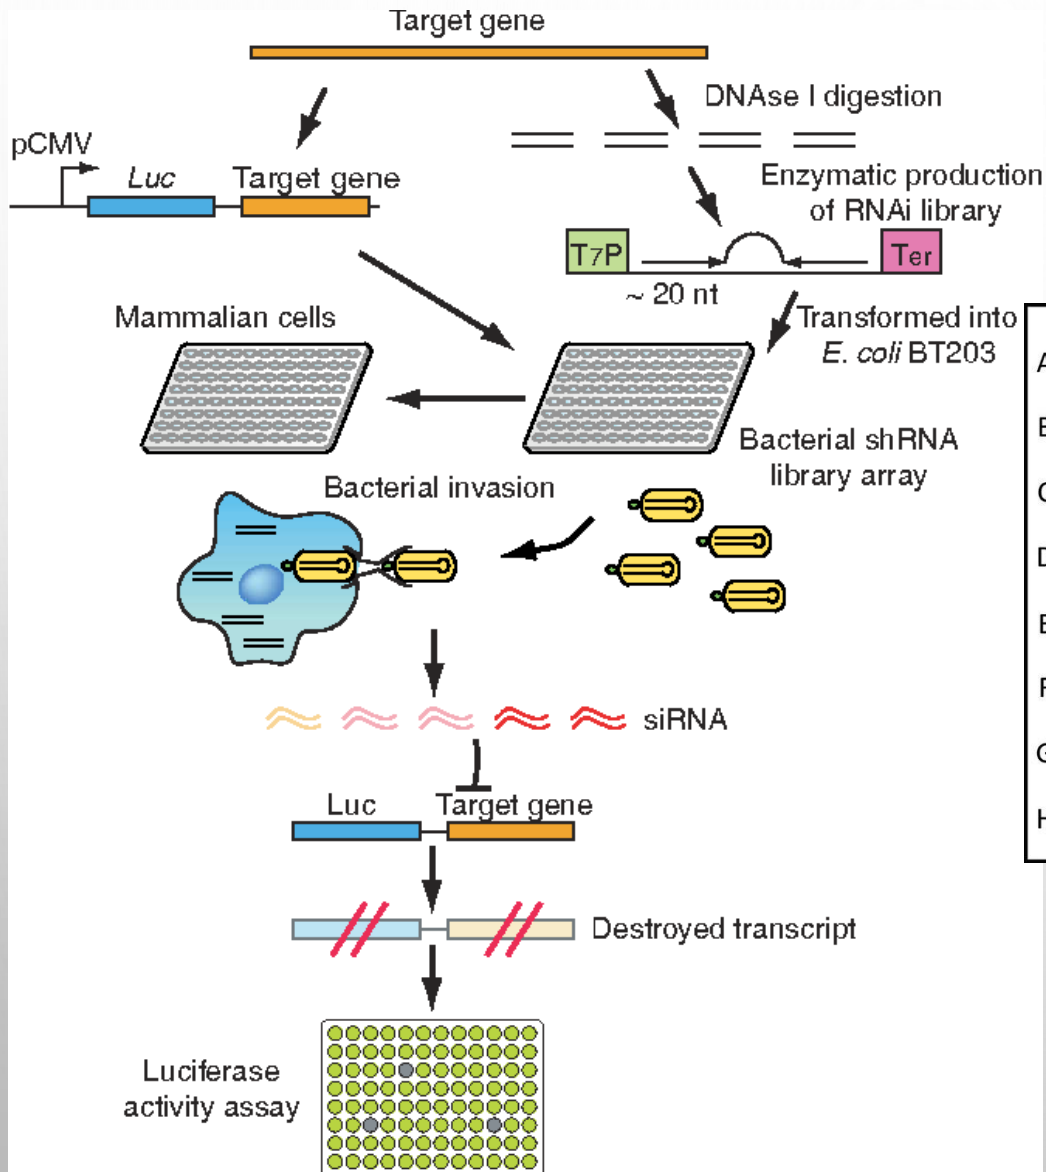 Target gene
DNAse I digestion
pCMV
Luc
Target gene
Enzymatic production
of RNAi library
T7P
Ter
~ 20 nt
Mammalian cells
Transformed into
E. coli BT203
Bacterial shRNA
library array
Bacterial invasion
siRNA
Luc
Target gene
Destroyed transcript
Luciferase
activity assay